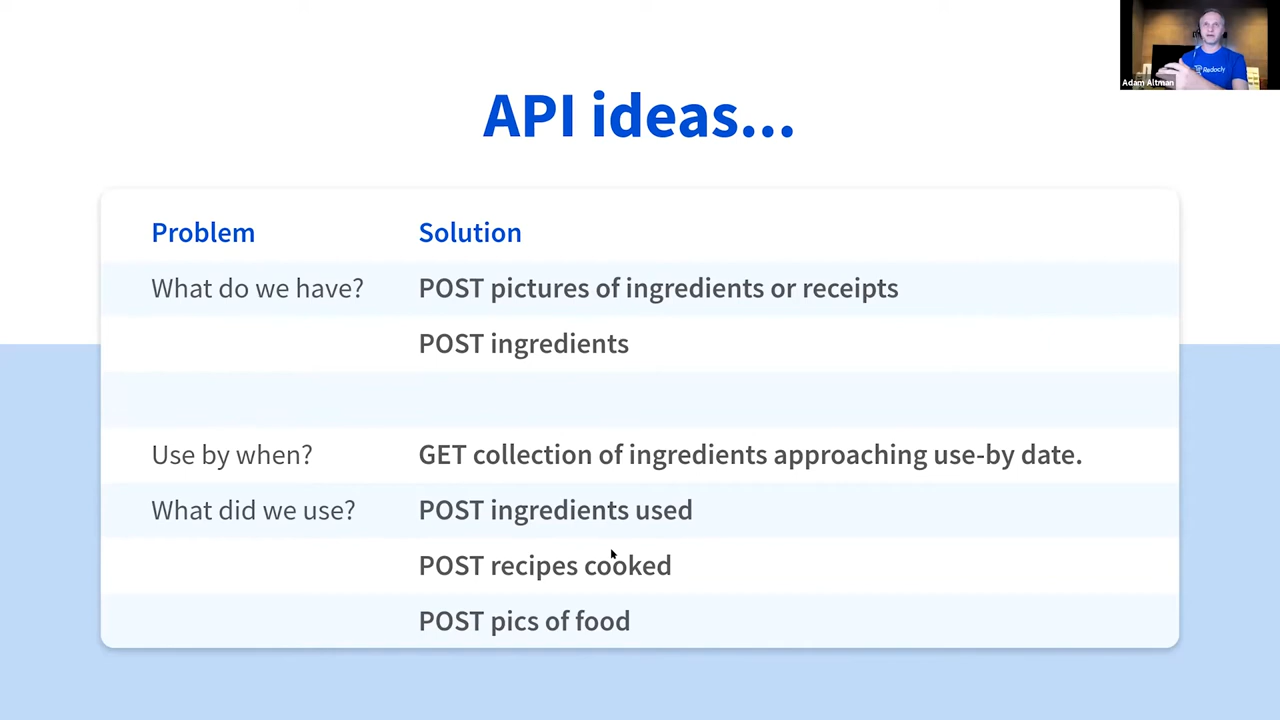 Redocly
Adam Altman
API ideas...
Problem Solution
What do we have? POST pictures of ingredients or receipts
POST ingredients
Use by when? GET collection of ingredients approaching use-by date.
What did we use? POST ingredients used
POST recipes cooked
POST pics of food